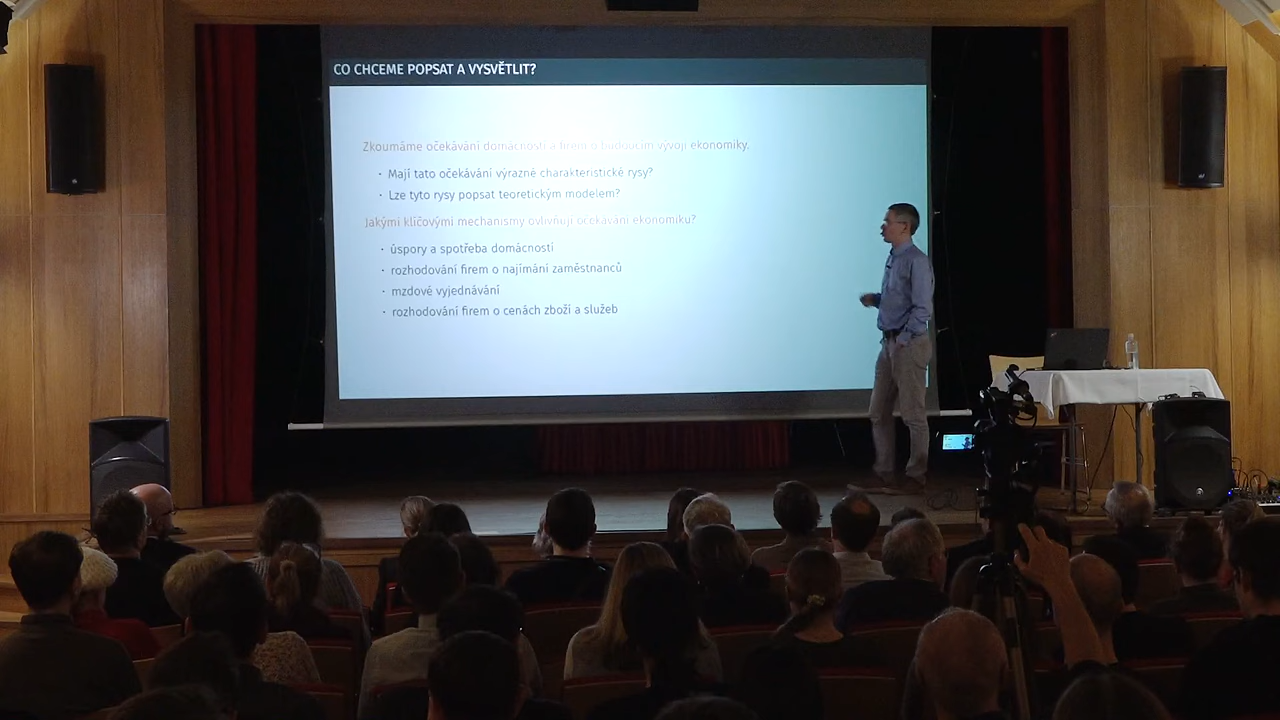 CO CHCEME POPSAT A VYSVĚTLIT?
Zkoumáme očekávání domácností a firem o budoucím vývoji ekonomiky.
· Mají tato očekávání výrazné charakteristické rysy?
· Lze tyto rysy popsat teoretickým modelem?
Jakými klíčovými mechanismy ovlivňují očekávání ekonomiku?
· úspory a spotřeba domácností
· rozhodování firem o najímání zaměstnanců
· mzdové vyjednávání
· rozhodování firem o cenách zboží a služeb